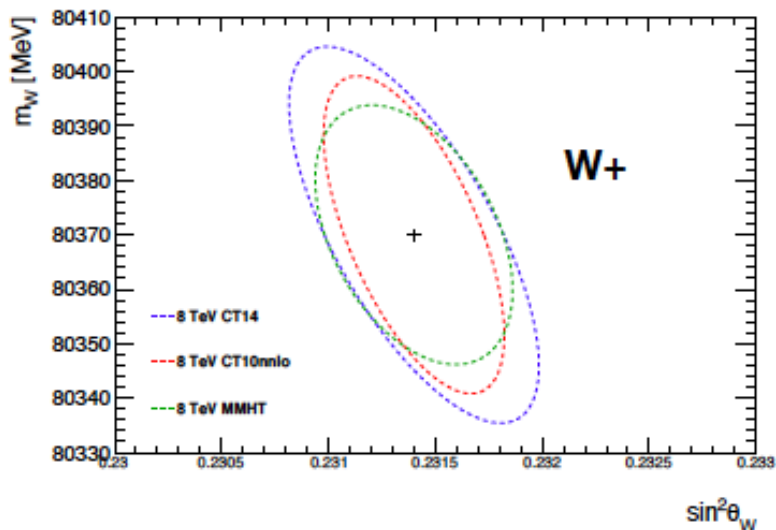 80410
80400
80390
80380
80370
80360
80350
80340
80330
m_W [MeV]
W+
8 TeV CT14
8 TeV CT10nnlo
8 TeV MMHT
0.23 0.2305 0.231 0.2315 0.232 0.2325 0.233
sin²θ_W